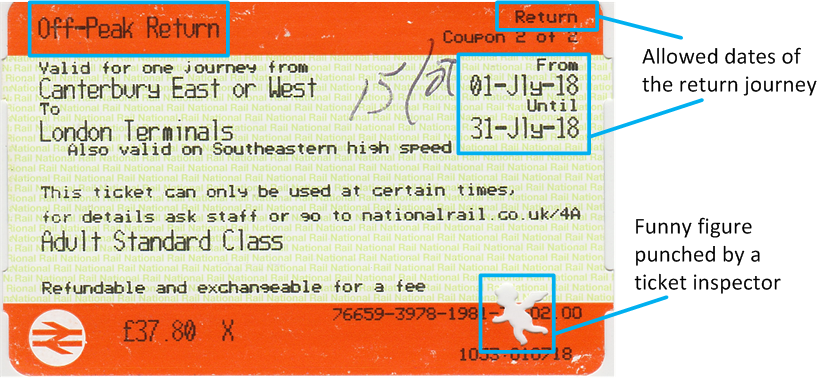 Off-Peak Return
Return
Coupon 2 of 2
Valid for one journey from
From
Canterbury East or West
01-Jly-18
To
Until
London Terminals
31-Jly-18
Also valid on Southeastern high speed
This ticket can only be used at certain times,
for details ask staff or go to nationalrail.co.uk/4A
Adult Standard Class
Refundable and exchangeable for a fee
£37.80 X
76659-3978-1981- 02.00
15/
Allowed dates of
the return journey
Funny figure
punched by a
ticket inspector
National Rail